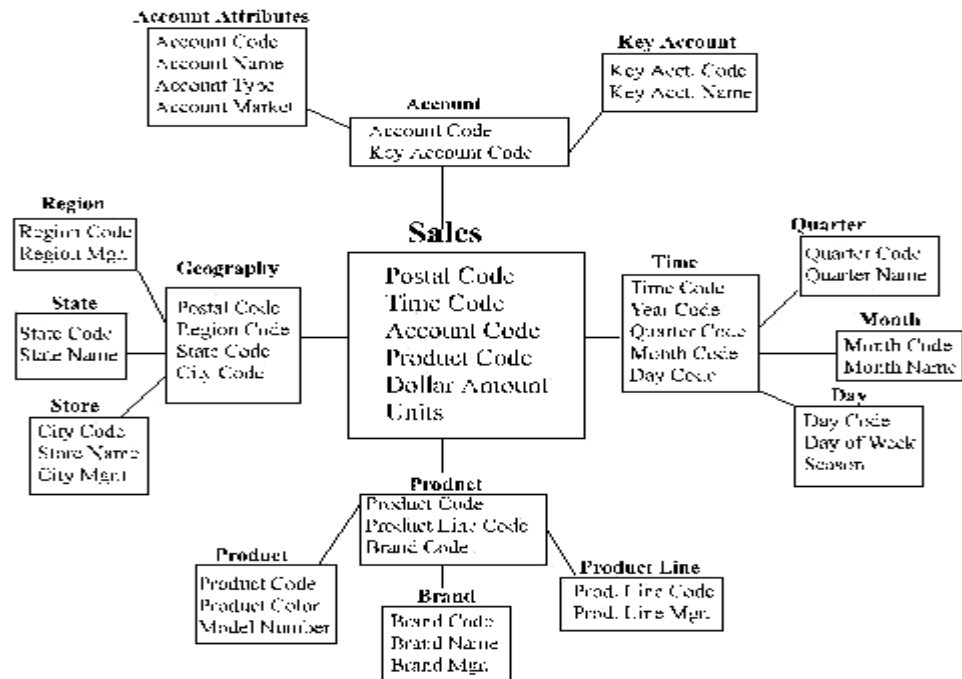 Account Attributes
Account Code
Account Name
Account Type
Account Market
Key Account
Key Acct. Code
Key Acct. Name
Account
Account Code
Key Account Code
Region
Region Code
Region Mgr.
State
State Code
State Name
Store
City Code
Store Name
City Mgnt
Geography
Postal Code
Region Code
State Code
City Code
Sales
Postal Code
Time Code
Account Code
Product Code
Dollar Amount
Units
Time
Time Code
Year Code
Quarter Code
Month Code
Day Code
Quarter
Quarter Code
Quarter Name
Month
Month Code
Month Name
Day
Day Code
Day of Week
Season
Product
Product Code
Product Line Code
Brand Code
Product
Product Code
Product Color
Model Number
Brand
Brand Code
Brand Name
Brand Mgr.
Product Line
Prod. Line Code
Prod. Line Mgr.